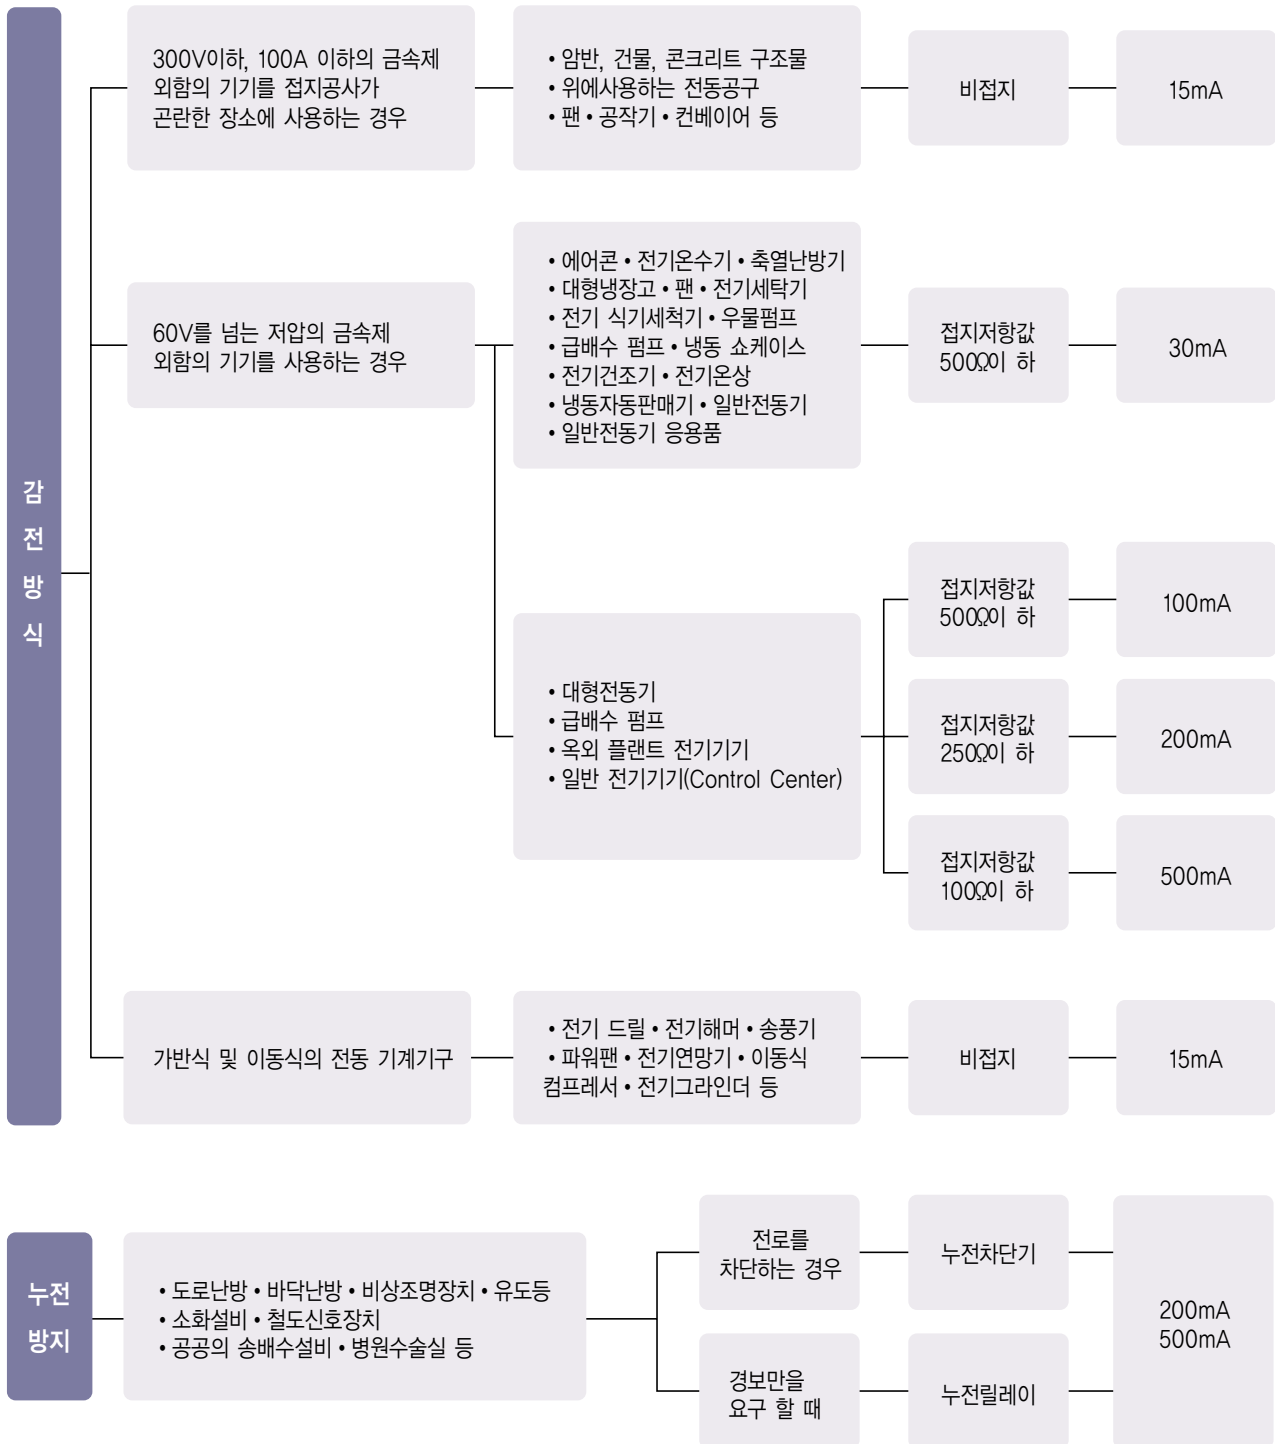 감
전
방
식
300V이하, 100A 이하의 금속제
외함의 기기를 접지공사가
곤란한 장소에 사용하는 경우
• 암반, 건물, 콘크리트 구조물
• 위에사용하는 전동공구
• 팬 • 공작기 • 컨베이어 등
비접지
15mA
60V를 넘는 저압의 금속제
외함의 기기를 사용하는 경우
• 에어콘 • 전기온수기 • 축열난방기
• 대형냉장고 • 팬 • 전기세탁기
• 전기 식기세척기 • 우물펌프
• 급배수 펌프 • 냉동 쇼케이스
• 전기건조기 • 전기온상
• 냉동자동판매기 • 일반전동기
• 일반전동기 응용품
접지저항값
500Ω이 하
30mA
• 대형전동기
• 급배수 펌프
• 옥외 플랜트 전기기기
• 일반 전기기기(Control Center)
접지저항값
500Ω이 하
100mA
접지저항값
250Ω이 하
200mA
접지저항값
100Ω이 하
500mA
가반식 및 이동식의 전동 기계기구
• 전기 드릴 • 전기해머 • 송풍기
• 파워팬 • 전기연망기 • 이동식
컴프레서 • 전기그라인더 등
비접지
15mA
누전
방지
• 도로난방 • 바닥난방 • 비상조명장치 • 유도등
• 소화설비 • 철도신호장치
• 공공의 송배수설비 • 병원수술실 등
전로를
차단하는 경우
누전차단기
경보만을
요구 할 때
누전릴레이
200mA
500mA